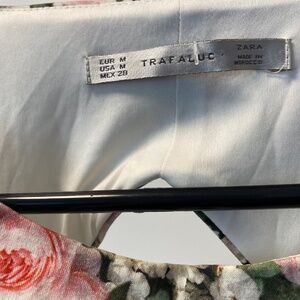 EUR M
USA M
MEX 28
TRAFALUC
ZARA
MADE IN
MOROCCO